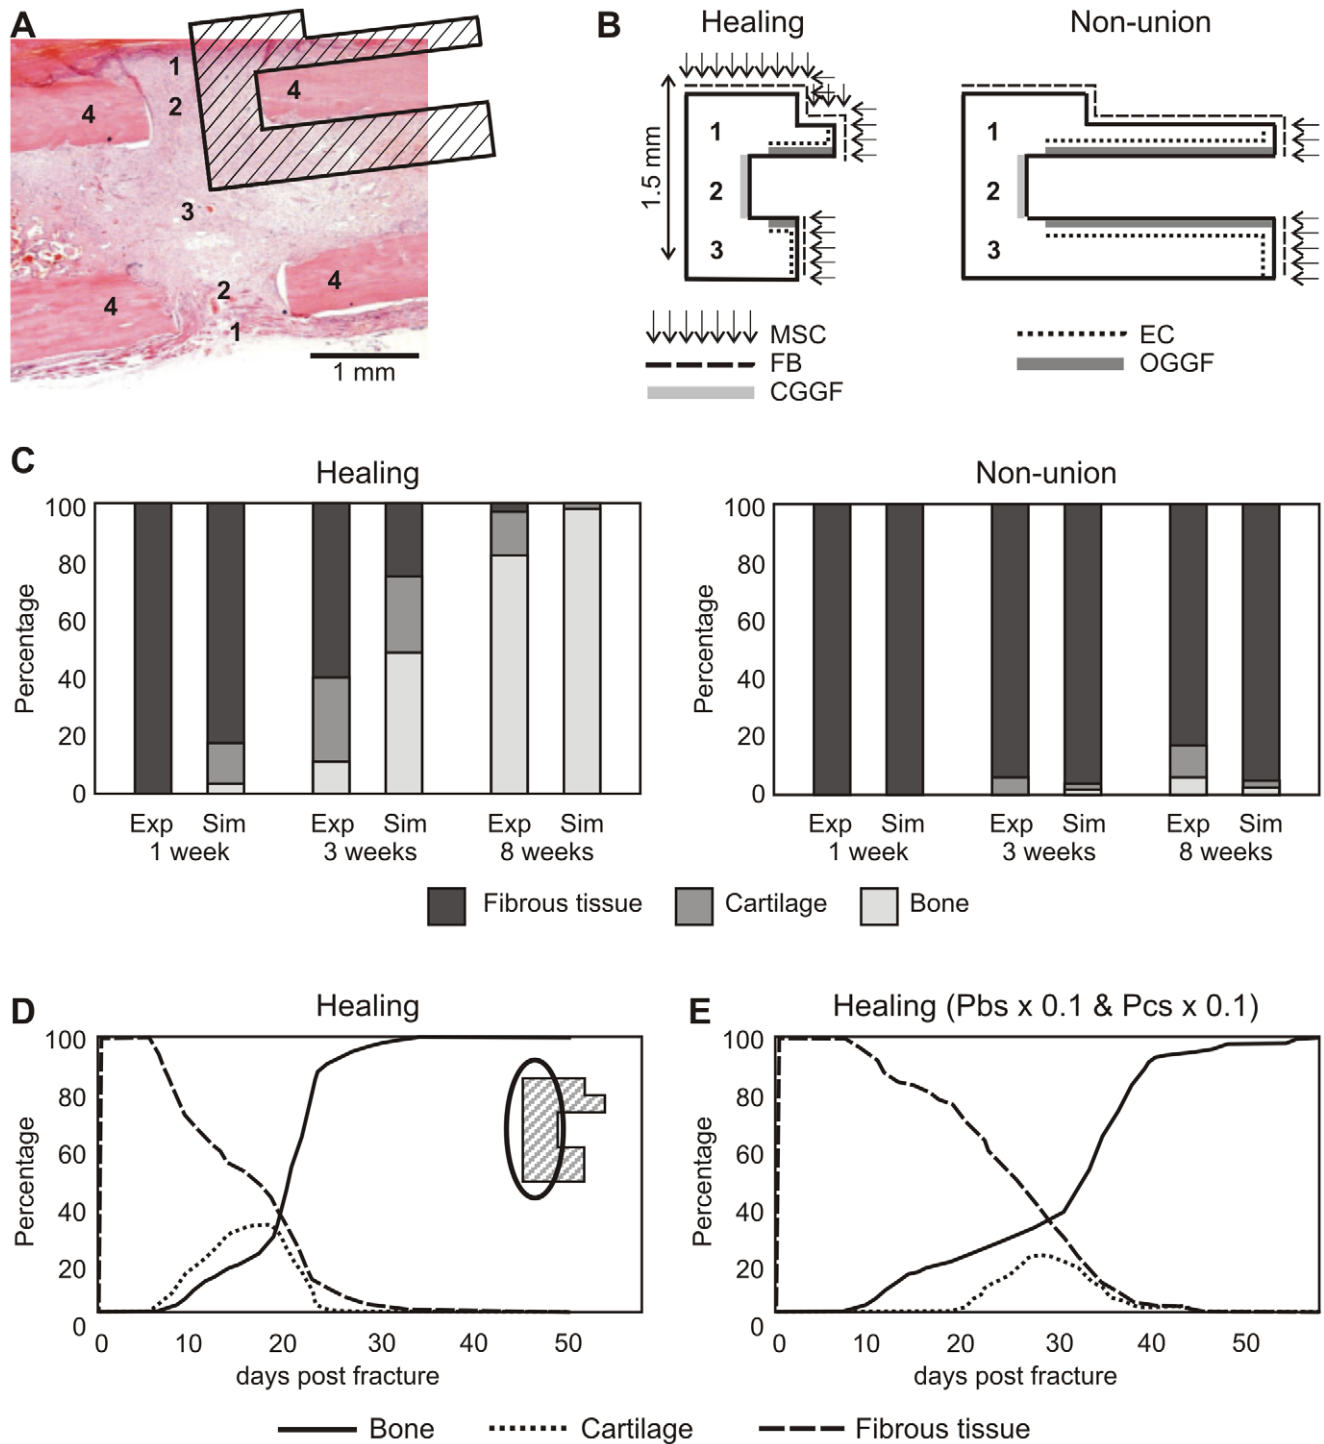 A
1
2
4
4
3
4
2
4
1
1 mm
B
Healing
Non-union
1.5 mm
1
2
3
1
2
3
MSC
FB
CGGF
EC
OGGF
C
Healing
Non-union
Percentage
100
80
60
40
20
0
Exp Sim Exp Sim Exp Sim
1 week 3 weeks 8 weeks
Percentage
100
80
60
40
20
0
Exp Sim Exp Sim Exp Sim
1 week 3 weeks 8 weeks
Fibrous tissue Cartilage Bone
D
Healing
Percentage
100
80
60
40
20
0
0 10 20 30 40 50
days post fracture
E
Healing (Pbs x 0.1 & Pcs x 0.1)
Percentage
100
80
60
40
20
0
0 10 20 30 40 50
days post fracture
Bone Cartilage Fibrous tissue